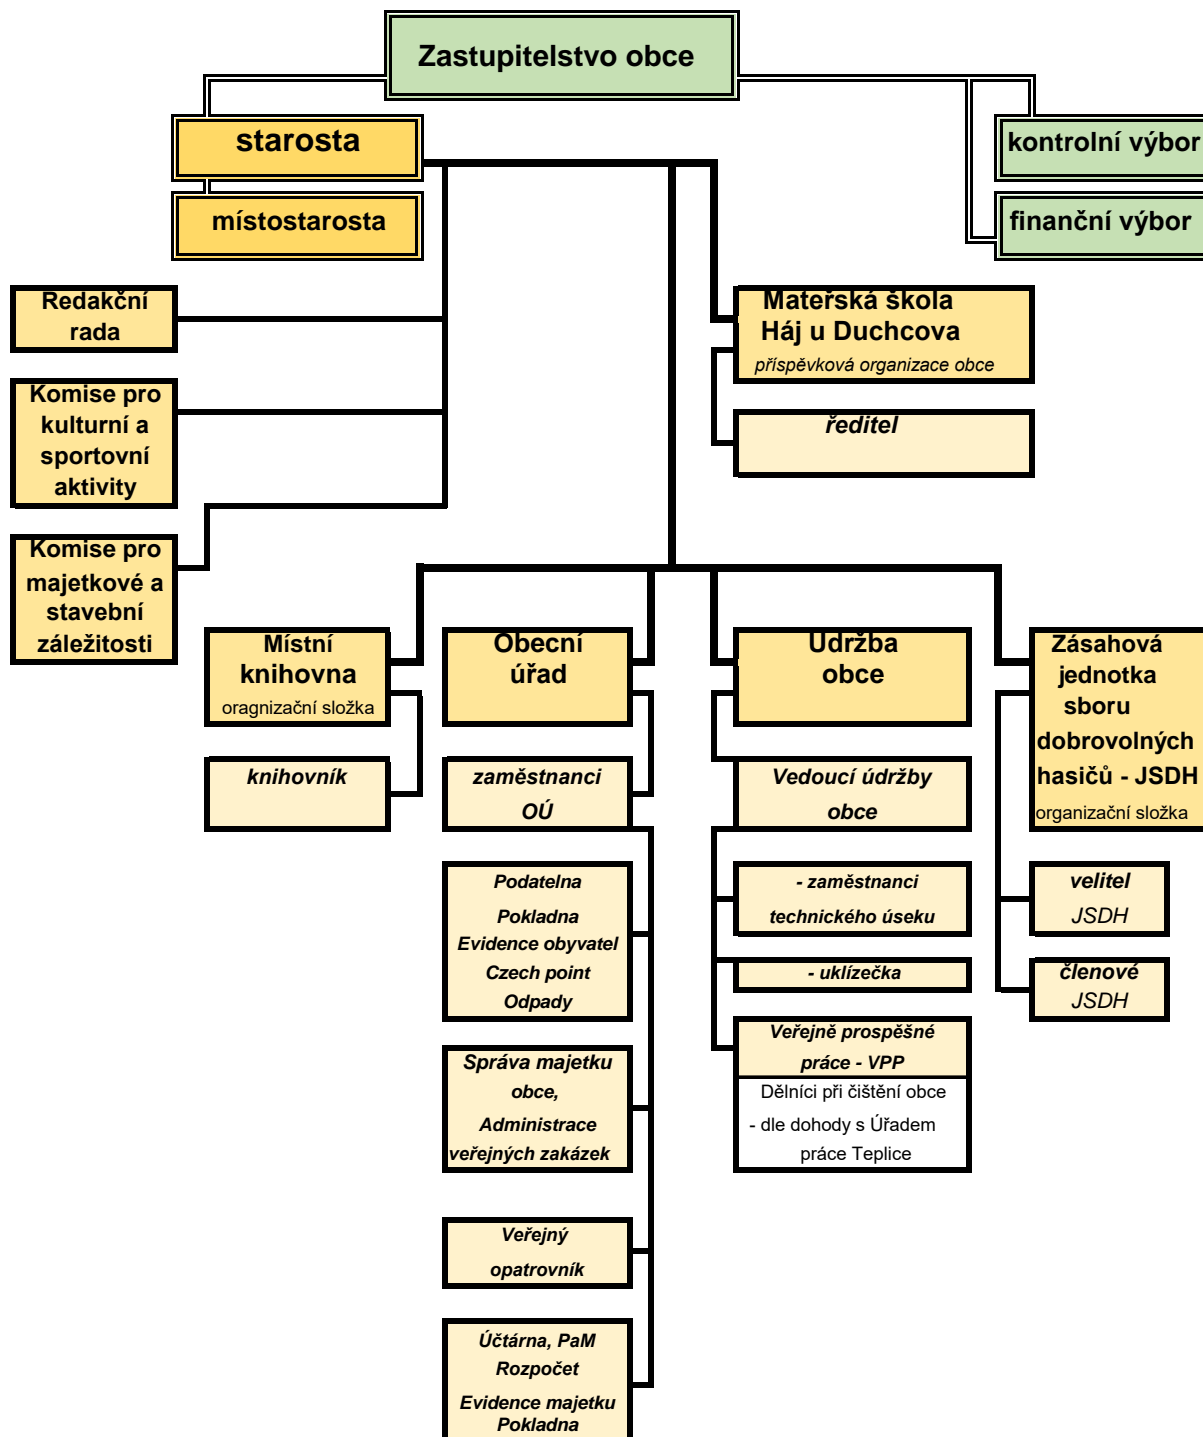 Zastupitelstvo obce
starosta
místostarosta
kontrolní výbor
finanční výbor
Redakční
rada
Komise pro
kulturní a
sportovní
aktivity
Komise pro
majetkové a
stavební
záležitosti
Mateřská škola
Háj u Duchcova
příspěvková organizace obce
ředitel
Místní
knihovna
oragnizační složka
knihovník
Obecní
úřad
zaměstnanci
OÚ
Podatelna
Pokladna
Evidence obyvatel
Czech point
Odpady
Správa majetku
obce,
Administrace
veřejných zakázek
Veřejný
opatrovník
Účtárna, PaM
Rozpočet
Evidence majetku
Pokladna
Udržba
obce
Vedoucí údržby
obce
- zaměstnanci
technického úseku
- uklízečka
Veřejně prospěšné
práce - VPP
Dělníci při čištění obce
- dle dohody s Úřadem
práce Teplice
Zásahová
jednotka
sboru
dobrovolných
hasičů - JSDH
organizační složka
velitel
JSDH
členové
JSDH